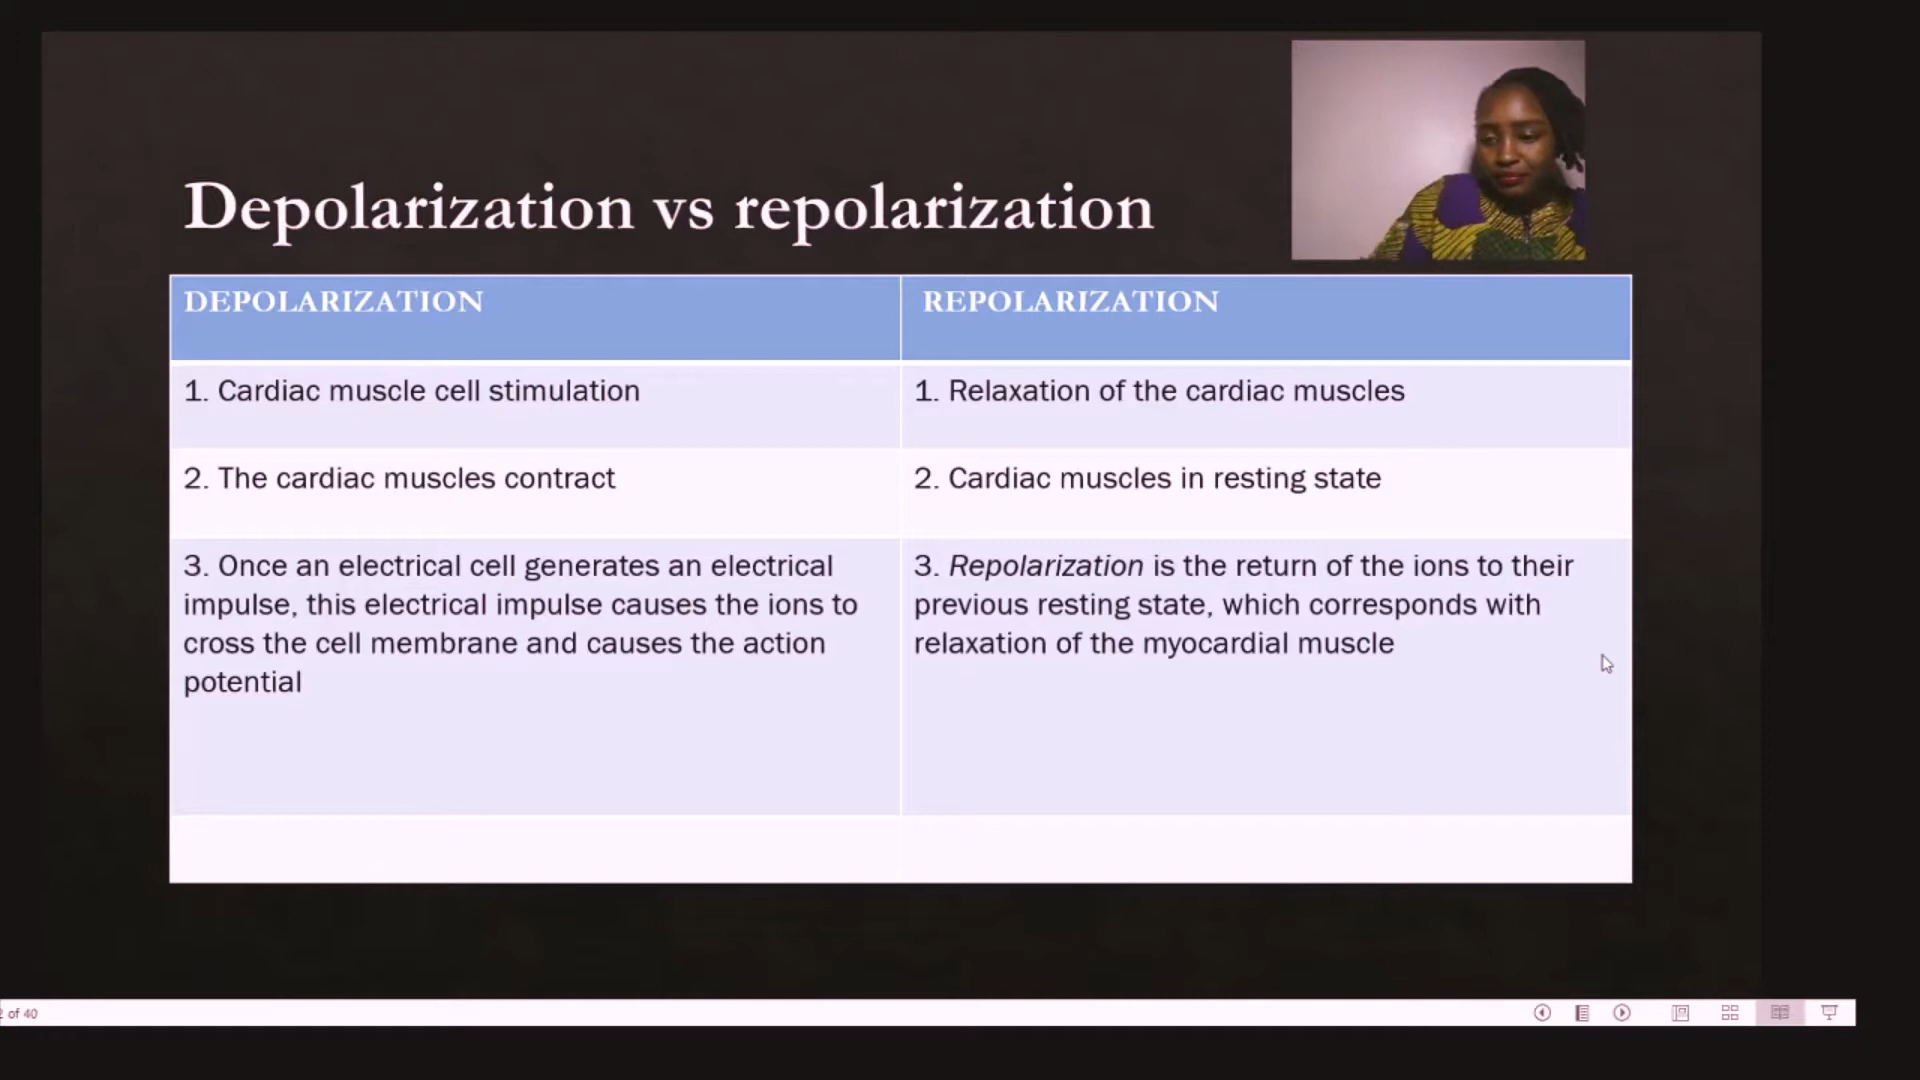 Depolarization vs repolarization
DEPOLARIZATION
REPOLARIZATION
1. Cardiac muscle cell stimulation
1. Relaxation of the cardiac muscles
2. The cardiac muscles contract
2. Cardiac muscles in resting state
3. Once an electrical cell generates an electrical
impulse, this electrical impulse causes the ions to
cross the cell membrane and causes the action
potential
3. Repolarization is the return of the ions to their
previous resting state, which corresponds with
relaxation of the myocardial muscle
of 40